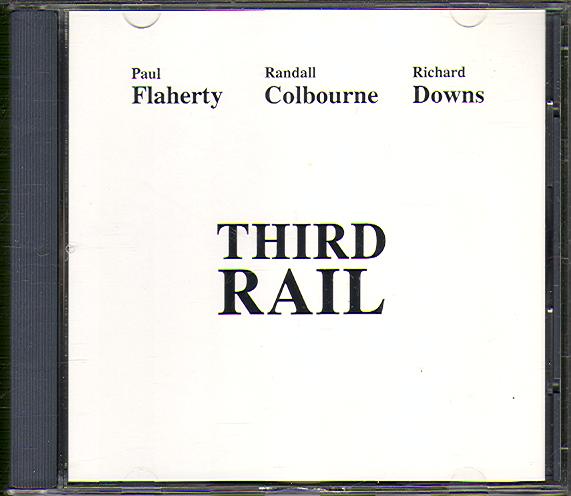 Paul Randall Richard
Flaherty Colbourne Downs
THIRD
RAIL